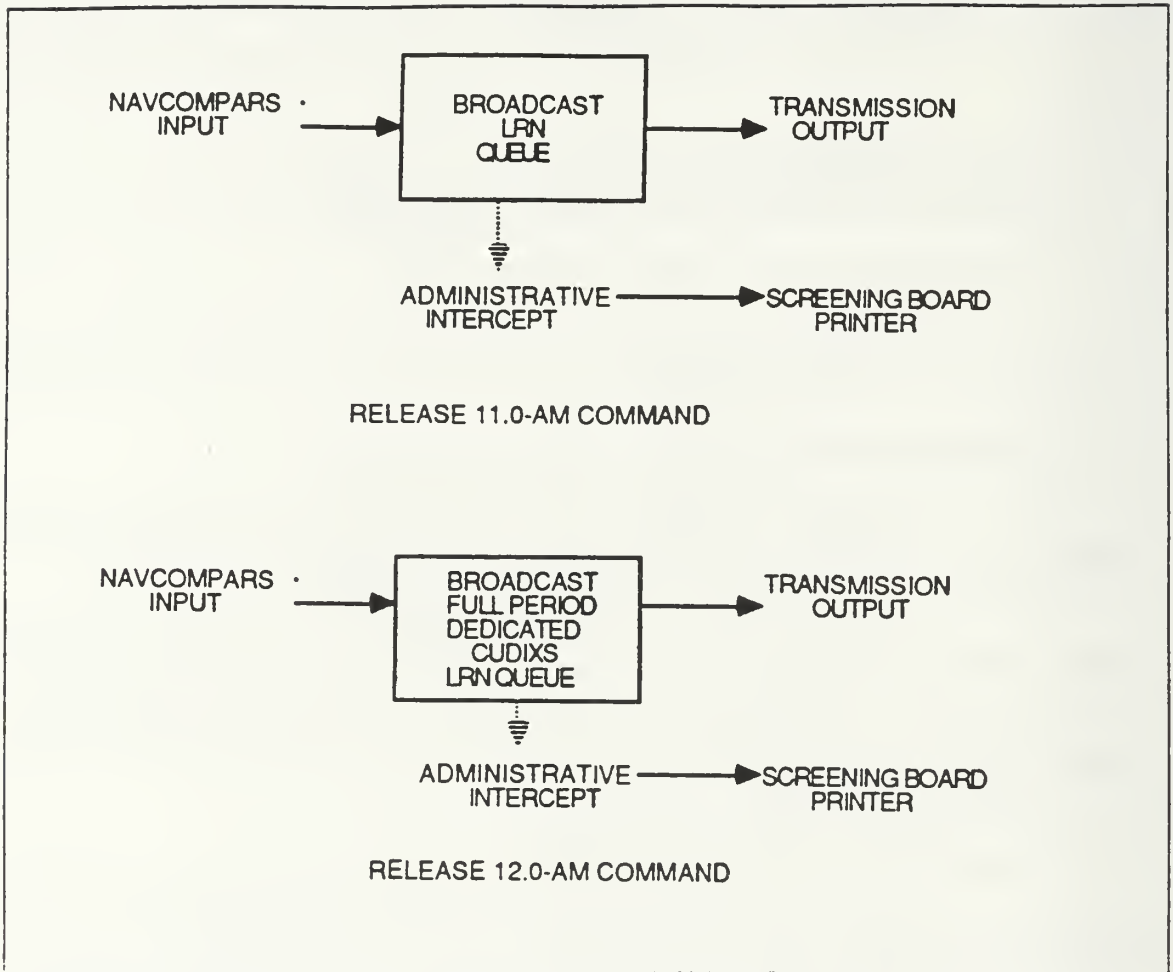 NAVCOMPARS
INPUT
BROADCAST
LRN
QUEUE
TRANSMISSION
OUTPUT
ADMINISTRATIVE
INTERCEPT
SCREENING BOARD
PRINTER
RELEASE 11.0-AM COMMAND
NAVCOMPARS
INPUT
BROADCAST
FULL PERIOD
DEDICATED
CUDIXS
LRN QUEUE
TRANSMISSION
OUTPUT
ADMINISTRATIVE
INTERCEPT
SCREENING BOARD
PRINTER
RELEASE 12.0-AM COMMAND